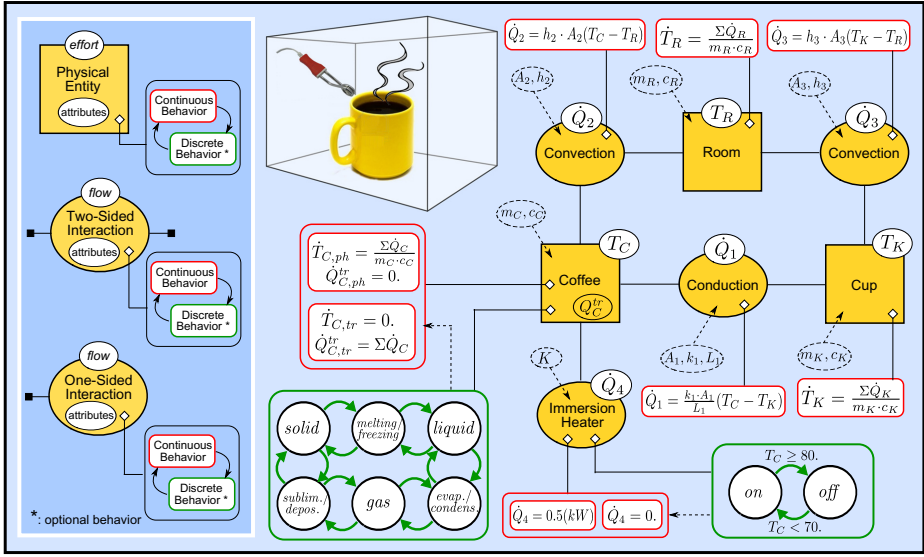 effort
Physical
Entity
attributes
Continuous
Behavior
Discrete
Behavior *
flow
Two-Sided
Interaction
attributes
Continuous
Behavior
Discrete
Behavior *
flow
One-Sided
Interaction
attributes
Continuous
Behavior
Discrete
Behavior *
*: optional behavior
Q̇₂ = h₂ · A₂(T_C − T_R)
Ṫ_R = ΣQ̇_R / m_R·c_R
Q̇₃ = h₃ · A₃(T_K − T_R)
A₂, h₂
m_R, c_R
A₃, h₃
Q̇₂
Convection
T_R
Room
Q̇₃
Convection
m_C, c_C
Ṫ_C,ph = ΣQ̇_C / m_C·c_C
Q̇^tr_C,ph = 0.
Ṫ_C,tr = 0.
Q̇^tr_C,tr = ΣQ̇_C
T_C
Coffee
Q^tr_C
Q̇₁
Conduction
T_K
Cup
A₁, k₁, L₁
m_K, c_K
K
Q̇₄
Immersion
Heater
Q̇₁ = k₁·A₁ / L₁ (T_C − T_K)
Ṫ_K = ΣQ̇_K / m_K·c_K
solid
melting/
freezing
liquid
sublim./
depos.
gas
evap./
condens.
Q̇₄ = 0.5(kW)
Q̇₄ = 0.
T_C ≥ 80.
on
off
T_C < 70.